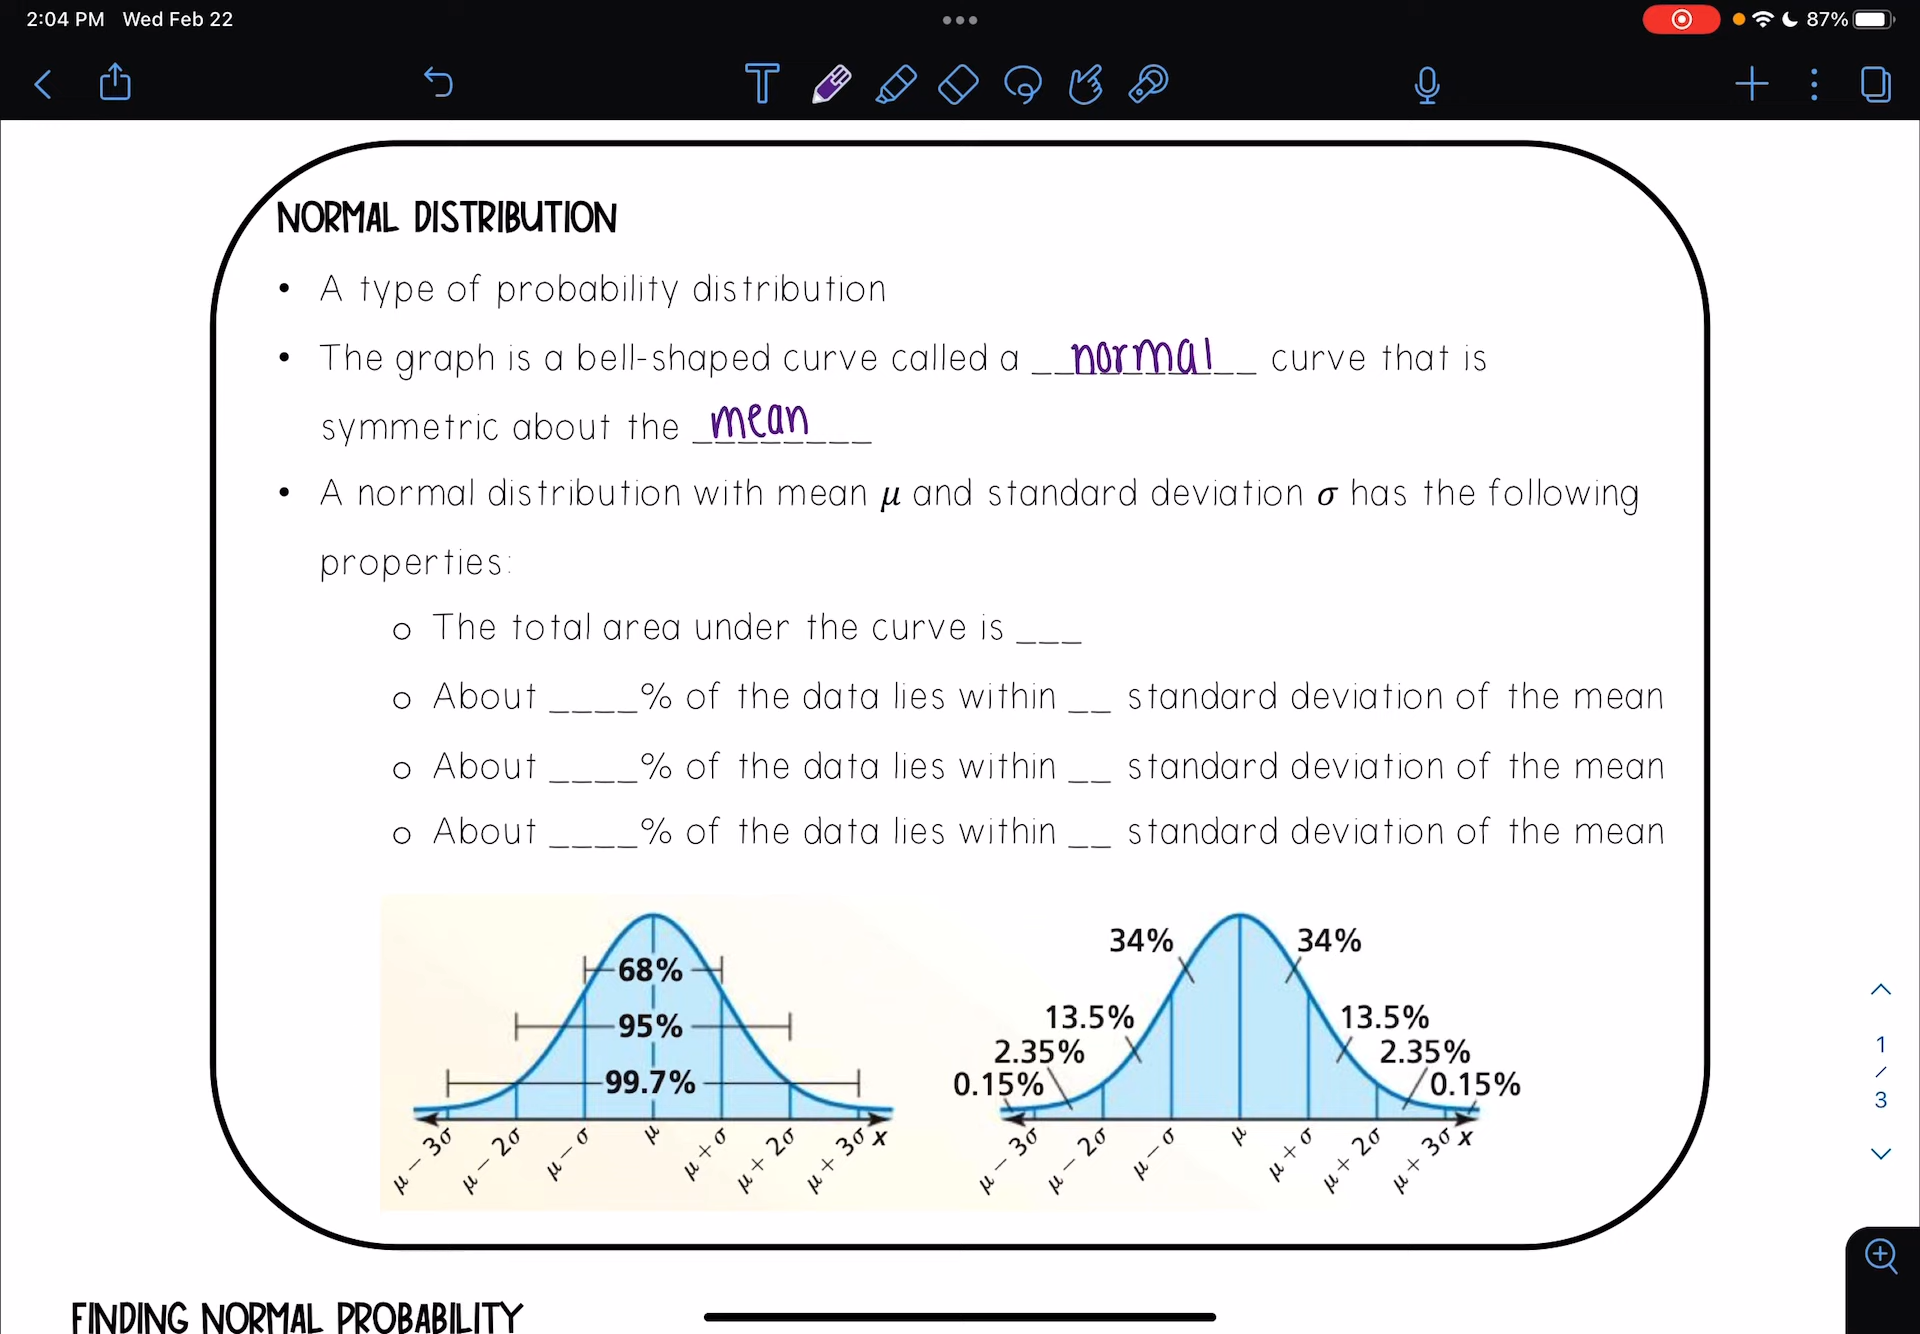 2:04 PM Wed Feb 22
87%
NORMAL DISTRIBUTION
• A type of probability distribution
• The graph is a bell-shaped curve called a __normal__ curve that is
symmetric about the _mean___
• A normal distribution with mean μ and standard deviation σ has the following
properties:
o The total area under the curve is ___
o About ____% of the data lies within __ standard deviation of the mean
o About ____% of the data lies within __ standard deviation of the mean
o About ____% of the data lies within __ standard deviation of the mean
68%
95%
99.7%
μ − 3σ μ − 2σ μ − σ μ μ + σ μ + 2σ μ + 3σ x
34% 34%
13.5% 13.5%
2.35% 2.35%
0.15% 0.15%
μ − 3σ μ − 2σ μ − σ μ μ + σ μ + 2σ μ + 3σ x
1
/
3
FINDING NORMAL PROBABILITY